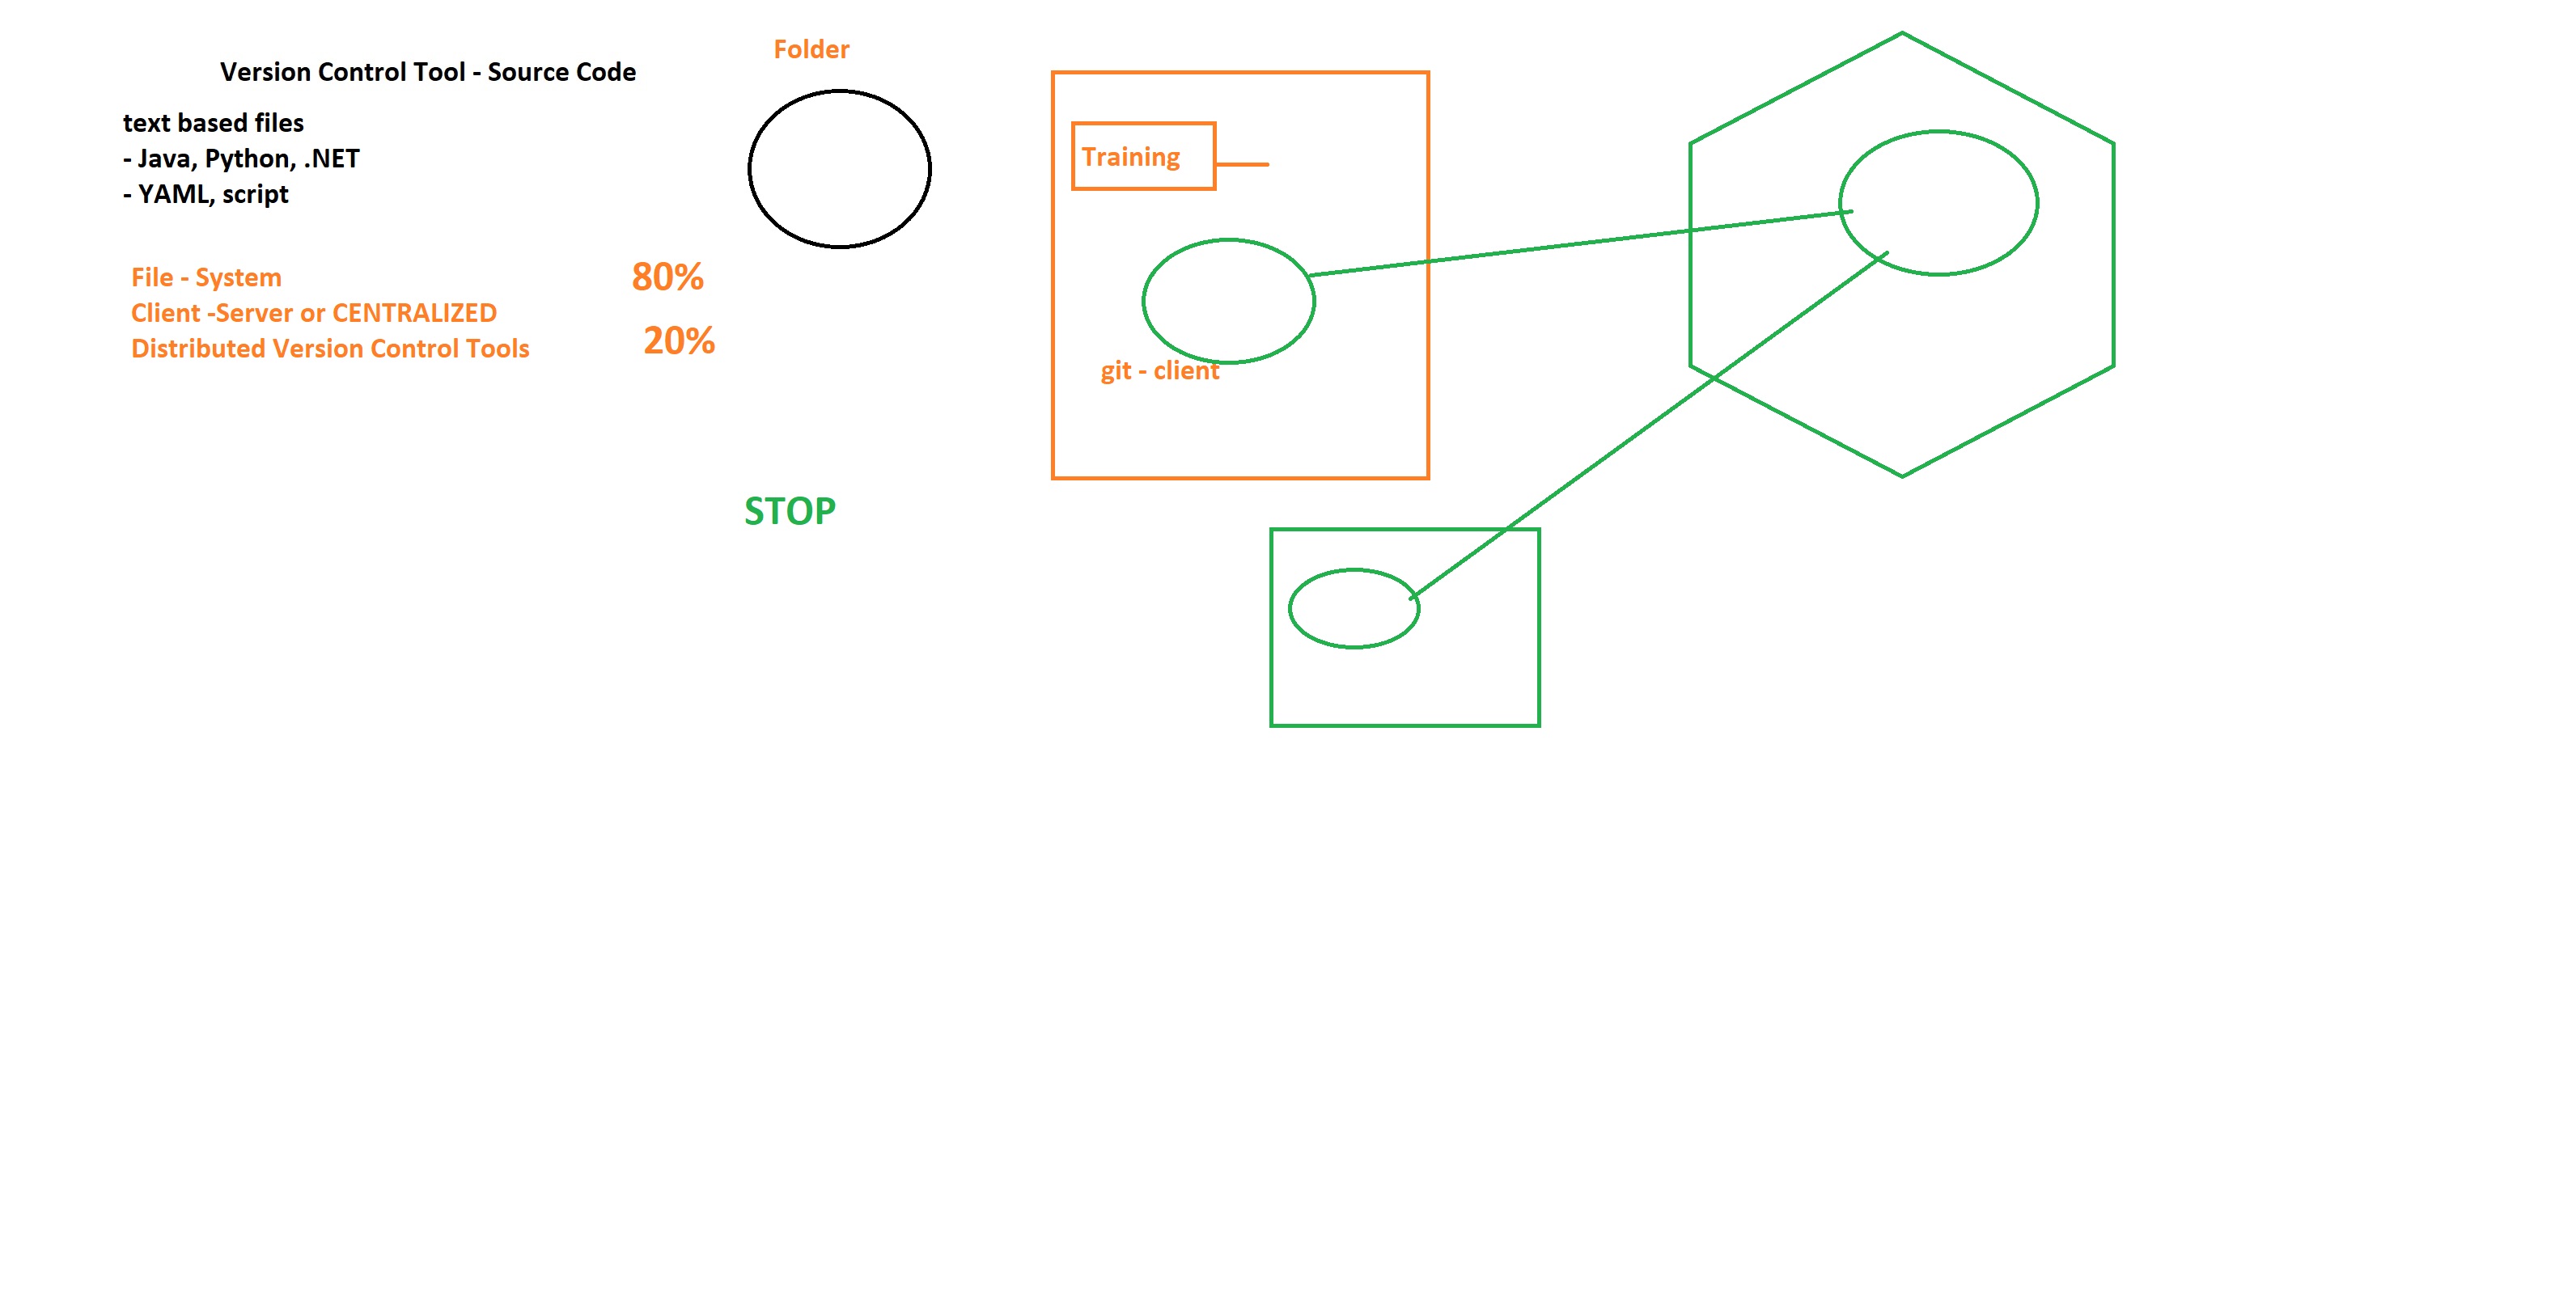 Version Control Tool - Source Code
text based files
- Java, Python, .NET
- YAML, script
File - System
Client -Server or CENTRALIZED
Distributed Version Control Tools
80%
20%
Folder
STOP
Training
git - client